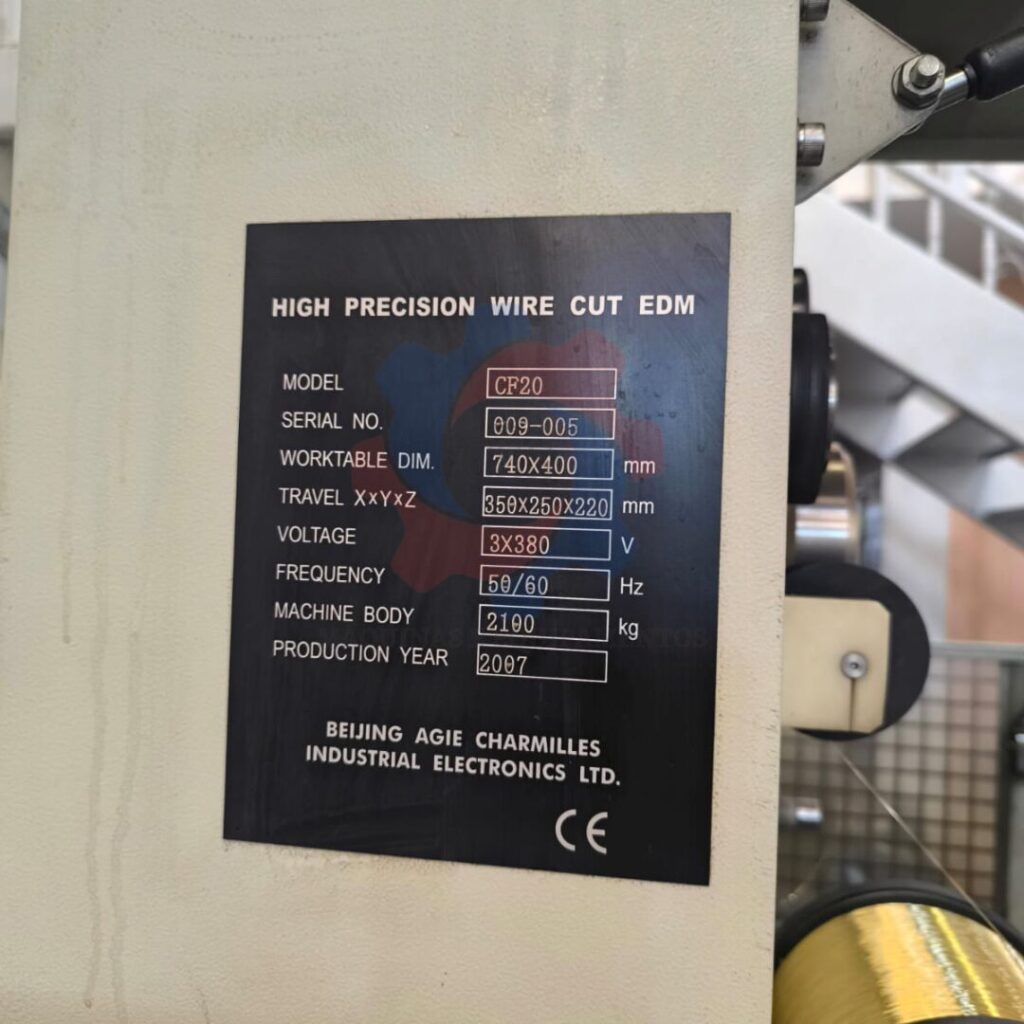 HIGH PRECISION WIRE CUT EDM
MODEL CF20
SERIAL NO. 009-005
WORKTABLE DIM. 740X400 mm
TRAVEL X×Y×Z 350X250X220 mm
VOLTAGE 3X380 V
FREQUENCY 50/60 Hz
MACHINE BODY 2100 kg
PRODUCTION YEAR 2007
BEIJING AGIE CHARMILLES
INDUSTRIAL ELECTRONICS LTD.
CE